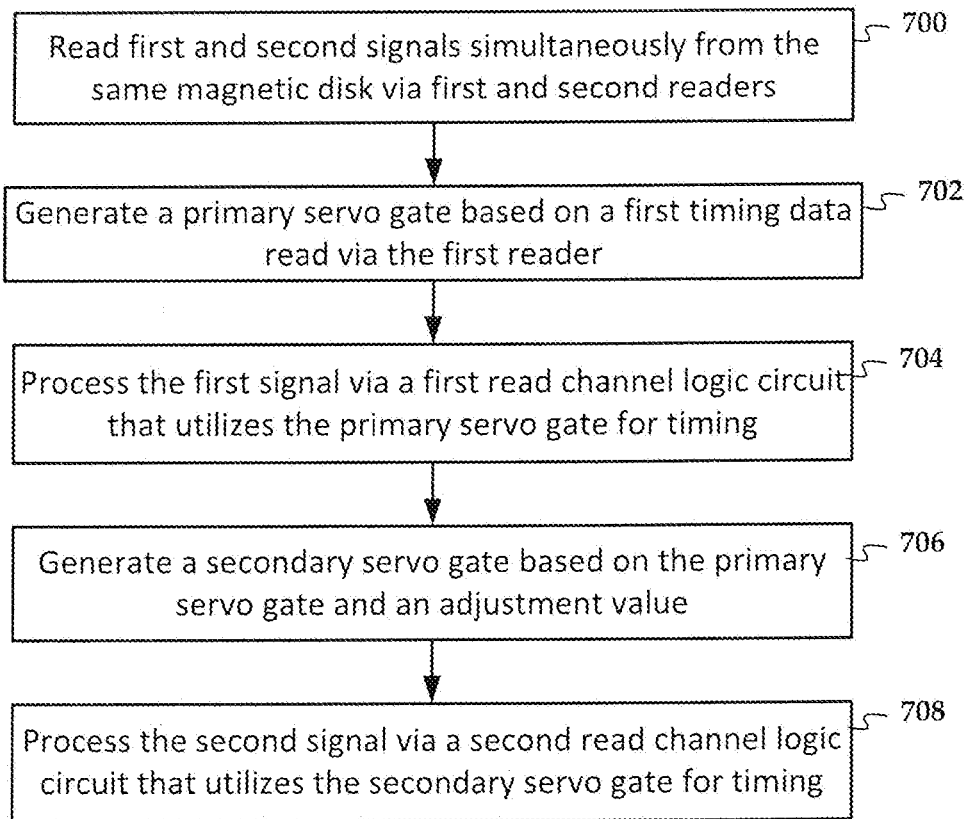 Read first and second signals simultaneously from the
same magnetic disk via first and second readers
700
Generate a primary servo gate based on a first timing data
read via the first reader
702
Process the first signal via a first read channel logic circuit
that utilizes the primary servo gate for timing
704
Generate a secondary servo gate based on the primary
servo gate and an adjustment value
706
Process the second signal via a second read channel logic
circuit that utilizes the secondary servo gate for timing
708